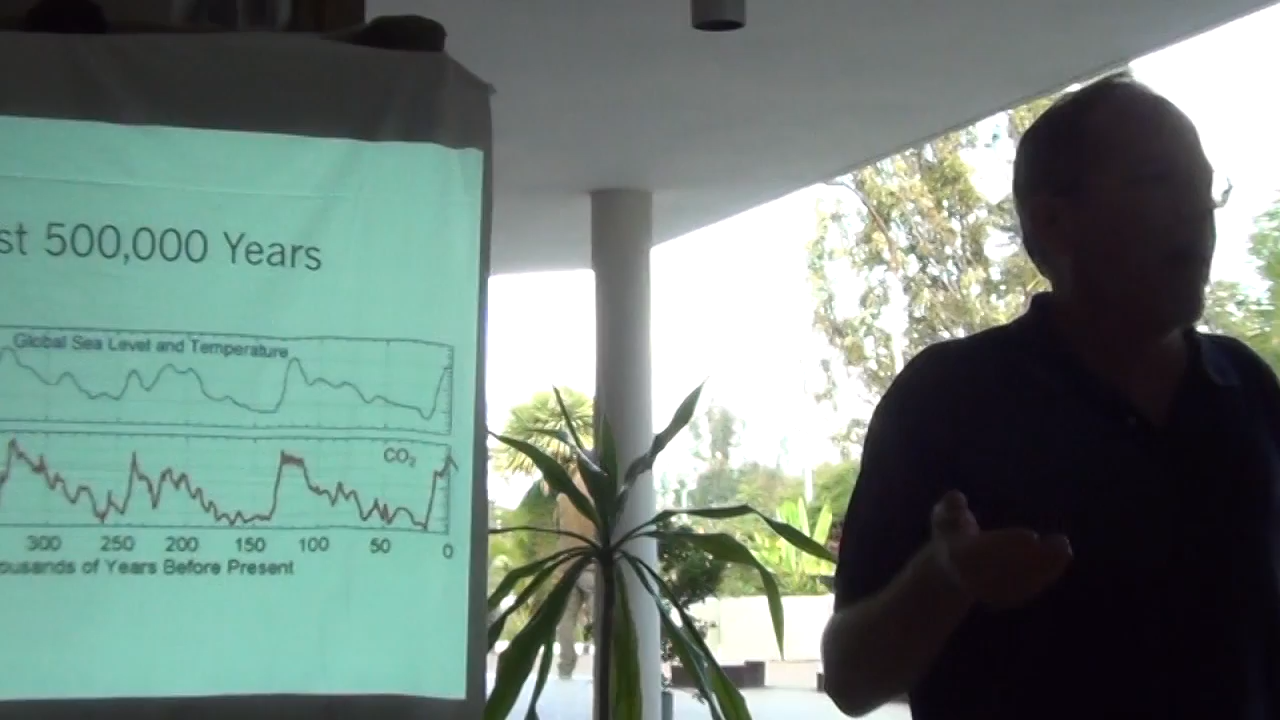 st 500,000 Years
Global Sea Level and Temperature
CO₂
300 250 200 150 100 50 0
ousands of Years Before Present